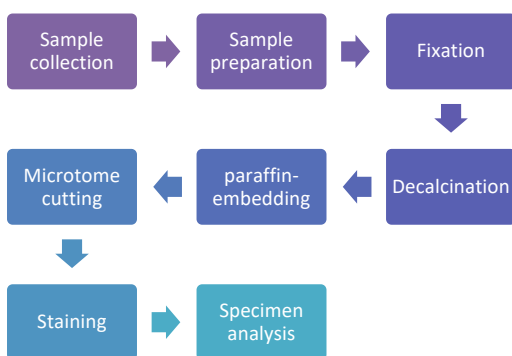 Sample
collection
Sample
preparation
Fixation
Decalcination
paraffin-
embedding
Microtome
cutting
Staining
Specimen
analysis